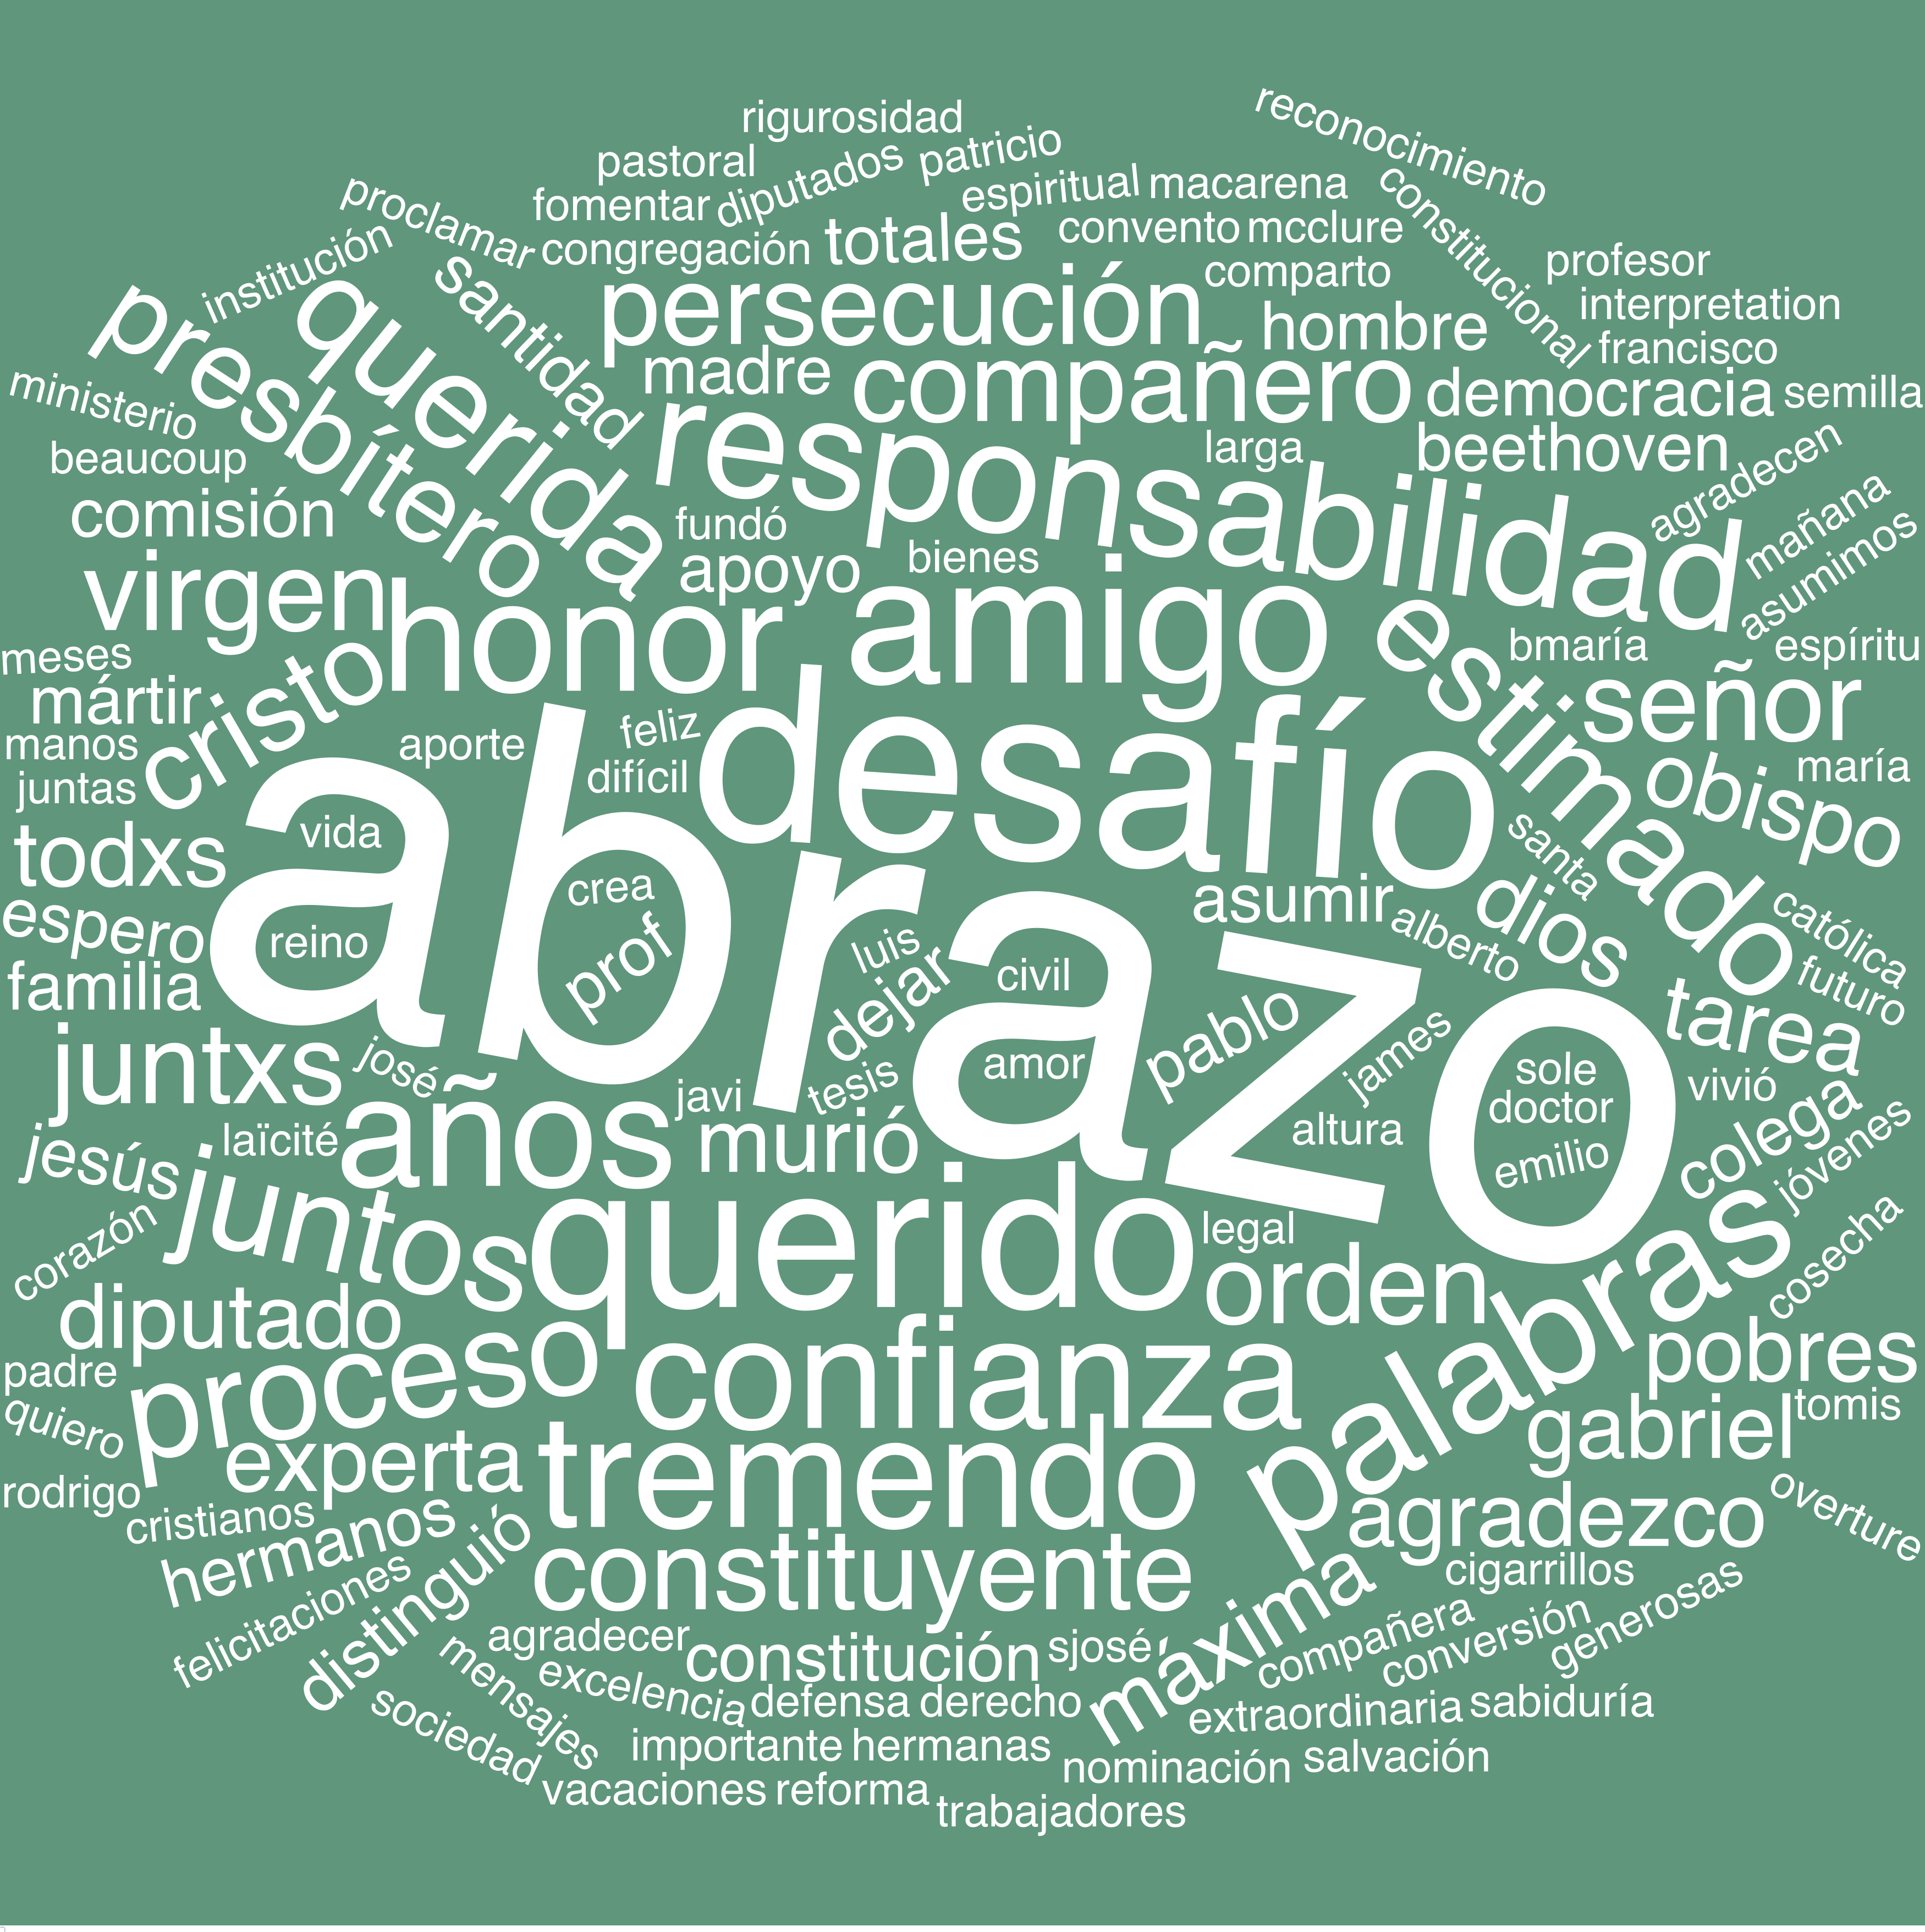 rigurosidad
reconocimiento
pastoral
diputados
patricio
proclamar
fomentar
espiritual
macarena
constitucional
institución
congregación
totales
convento
mcclure
santidad
comparto
profesor
presbítero
querida
persecución
hombre
interpretation
francisco
ministerio
madre
compañero
democracia
semilla
beaucoup
responsabilidad
larga
beethoven
agradecen
comisión
fundó
mañana
virgen
apoyo
bienes
asumimos
honor
amigo
estimado
bmaría
espíritu
meses
mártir
cristo
señor
manos
aporte
feliz
desafío
obispo
maría
juntas
difícil
todxs
vida
abrazo
santa
crea
asumir
dios
católica
espero
reino
prof
luis
alberto
futuro
familia
dejar
civil
pablo
tarea
juntxs
josé
amor
james
sole
vivió
años
javi
tesis
doctor
colega
jesús
laïcité
murió
altura
emilio
jóvenes
corazón
juntos
querido
legal
palabras
cosecha
diputado
orden
padre
proceso
confianza
pobres
quiero
experta
tremendo
gabriel
tomis
rodrigo
cristianos
hermanos
agradezco
overture
felicitaciones
distinguió
constituyente
máxima
cigarrillos
agradecer
constitución
sjosé
compañera
conversión
generosas
mensajes
excelencia
defensa
derecho
extraordinaria
sabiduría
sociedad
importante
hermanas
nominación
salvación
vacaciones
reforma
trabajadores